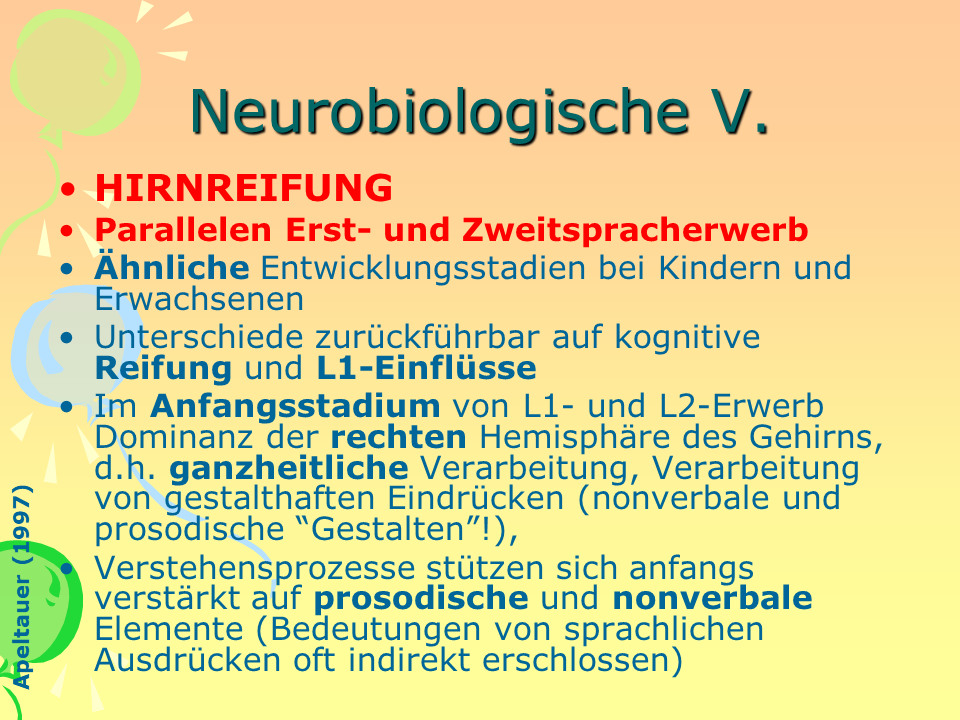 Neurobiologische V.
• HIRNREIFUNG
• Parallelen Erst- und Zweitspracherwerb
• Ähnliche Entwicklungsstadien bei Kindern und
Erwachsenen
• Unterschiede zurückführbar auf kognitive
Reifung und L1-Einflüsse
• Im Anfangsstadium von L1- und L2-Erwerb
Dominanz der rechten Hemisphäre des Gehirns,
d.h. ganzheitliche Verarbeitung, Verarbeitung
von gestalthaften Eindrücken (nonverbale und
prosodische “Gestalten”!),
• Verstehensprozesse stützen sich anfangs
verstärkt auf prosodische und nonverbale
Elemente (Bedeutungen von sprachlichen
Ausdrücken oft indirekt erschlossen)
Apeltauer (1997)